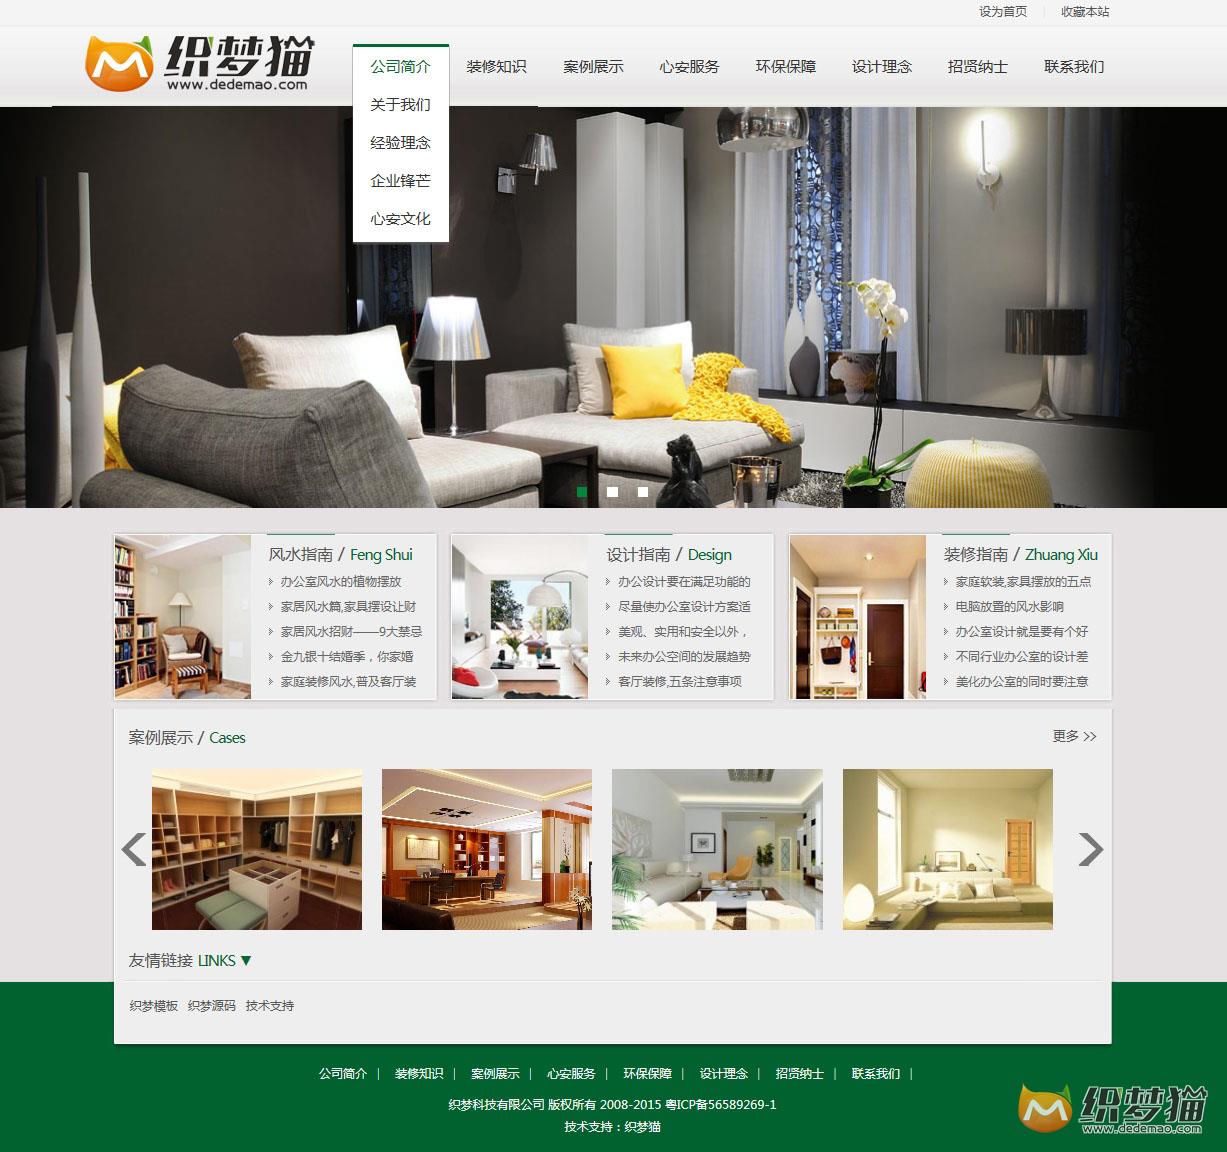 设为首页 收藏本站
织梦猫
www.dedemao.com
公司简介 装修知识 案例展示 心安服务 环保保障 设计理念 招贤纳士 联系我们
关于我们
经验理念
企业锋芒
心安文化
风水指南 / Feng Shui
办公室风水的植物摆放
家居风水篇,家具摆设让财
家居风水招财——9大禁忌
金九银十结婚季，你家婚
家庭装修风水,普及客厅装
设计指南 / Design
办公设计要在满足功能的
尽量使办公室设计方案适
美观、实用和安全以外，
未来办公空间的发展趋势
客厅装修,五条注意事项
装修指南 / Zhuang Xiu
家庭软装,家具摆放的五点
电脑放置的风水影响
办公室设计就是要有个好
不同行业办公室的设计差
美化办公室的同时要注意
案例展示 / Cases
更多 >>
友情链接 LINKS ▼
织梦模板 织梦源码 技术支持
公司简介 | 装修知识 | 案例展示 | 心安服务 | 环保保障 | 设计理念 | 招贤纳士 | 联系我们 |
织梦科技有限公司 版权所有 2008-2015 粤ICP备56589269-1
技术支持：织梦猫
织梦猫
www.dedemao.com